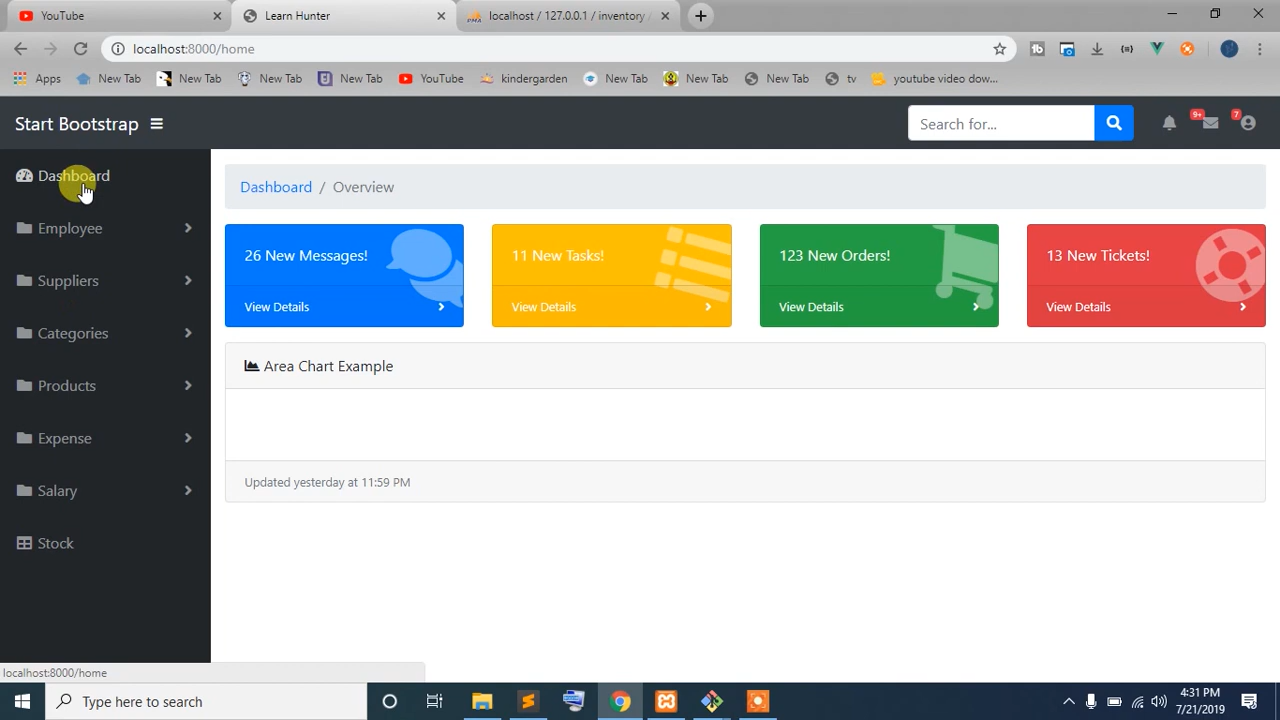 YouTube
Learn Hunter
localhost / 127.0.0.1 / inventory
localhost:8000/home
Apps
New Tab
New Tab
New Tab
New Tab
YouTube
kindergarden
New Tab
New Tab
New Tab
tv
youtube video dow...
Start Bootstrap
Search for...
9+
7
Dashboard
Employee
Suppliers
Categories
Products
Expense
Salary
Stock
Dashboard / Overview
26 New Messages!
View Details
11 New Tasks!
View Details
123 New Orders!
View Details
13 New Tickets!
View Details
Area Chart Example
Updated yesterday at 11:59 PM
localhost:8000/home
Type here to search
4:31 PM
7/21/2019